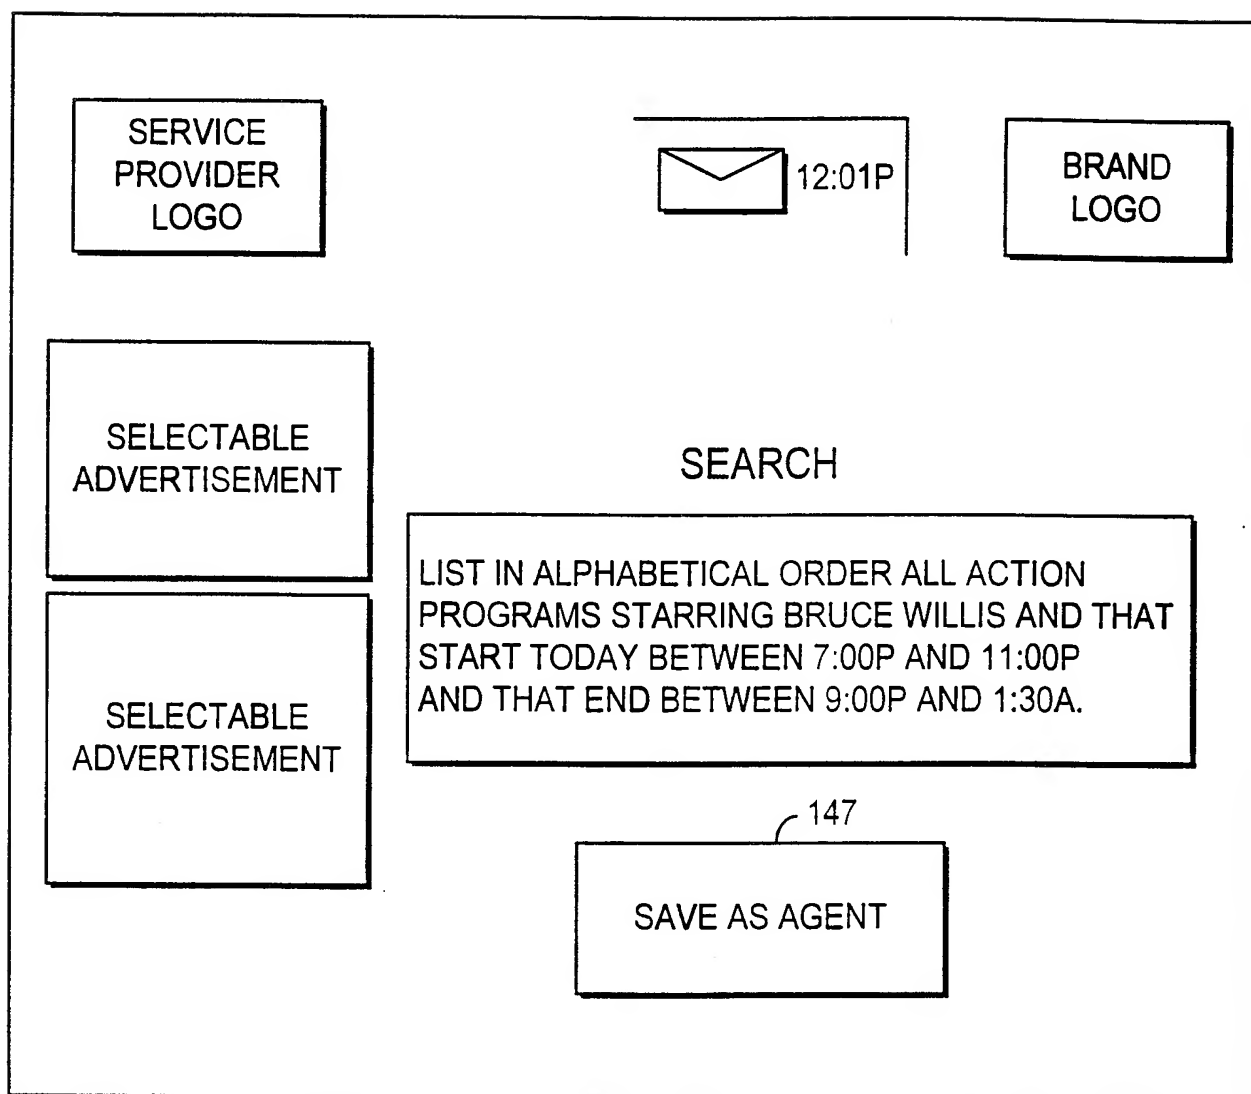 SERVICE
PROVIDER
LOGO
12:01P
BRAND
LOGO
SELECTABLE
ADVERTISEMENT
SEARCH
LIST IN ALPHABETICAL ORDER ALL ACTION
PROGRAMS STARRING BRUCE WILLIS AND THAT
START TODAY BETWEEN 7:00P AND 11:00P
AND THAT END BETWEEN 9:00P AND 1:30A.
SELECTABLE
ADVERTISEMENT
147
SAVE AS AGENT